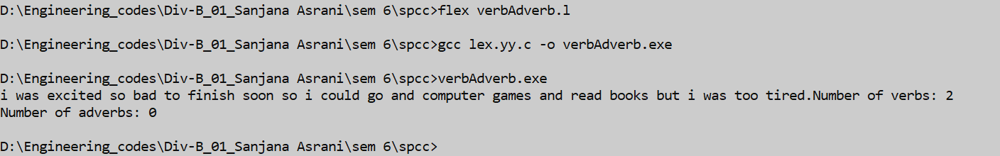 D:\Engineering_codes\Div-B_01_Sanjana Asrani\sem 6\spcc>flex verbAdverb.l
D:\Engineering_codes\Div-B_01_Sanjana Asrani\sem 6\spcc>gcc lex.yy.c -o verbAdverb.exe
D:\Engineering_codes\Div-B_01_Sanjana Asrani\sem 6\spcc>verbAdverb.exe
i was excited so bad to finish soon so i could go and computer games and read books but i was too tired.Number of verbs: 2
Number of adverbs: 0
D:\Engineering_codes\Div-B_01_Sanjana Asrani\sem 6\spcc>